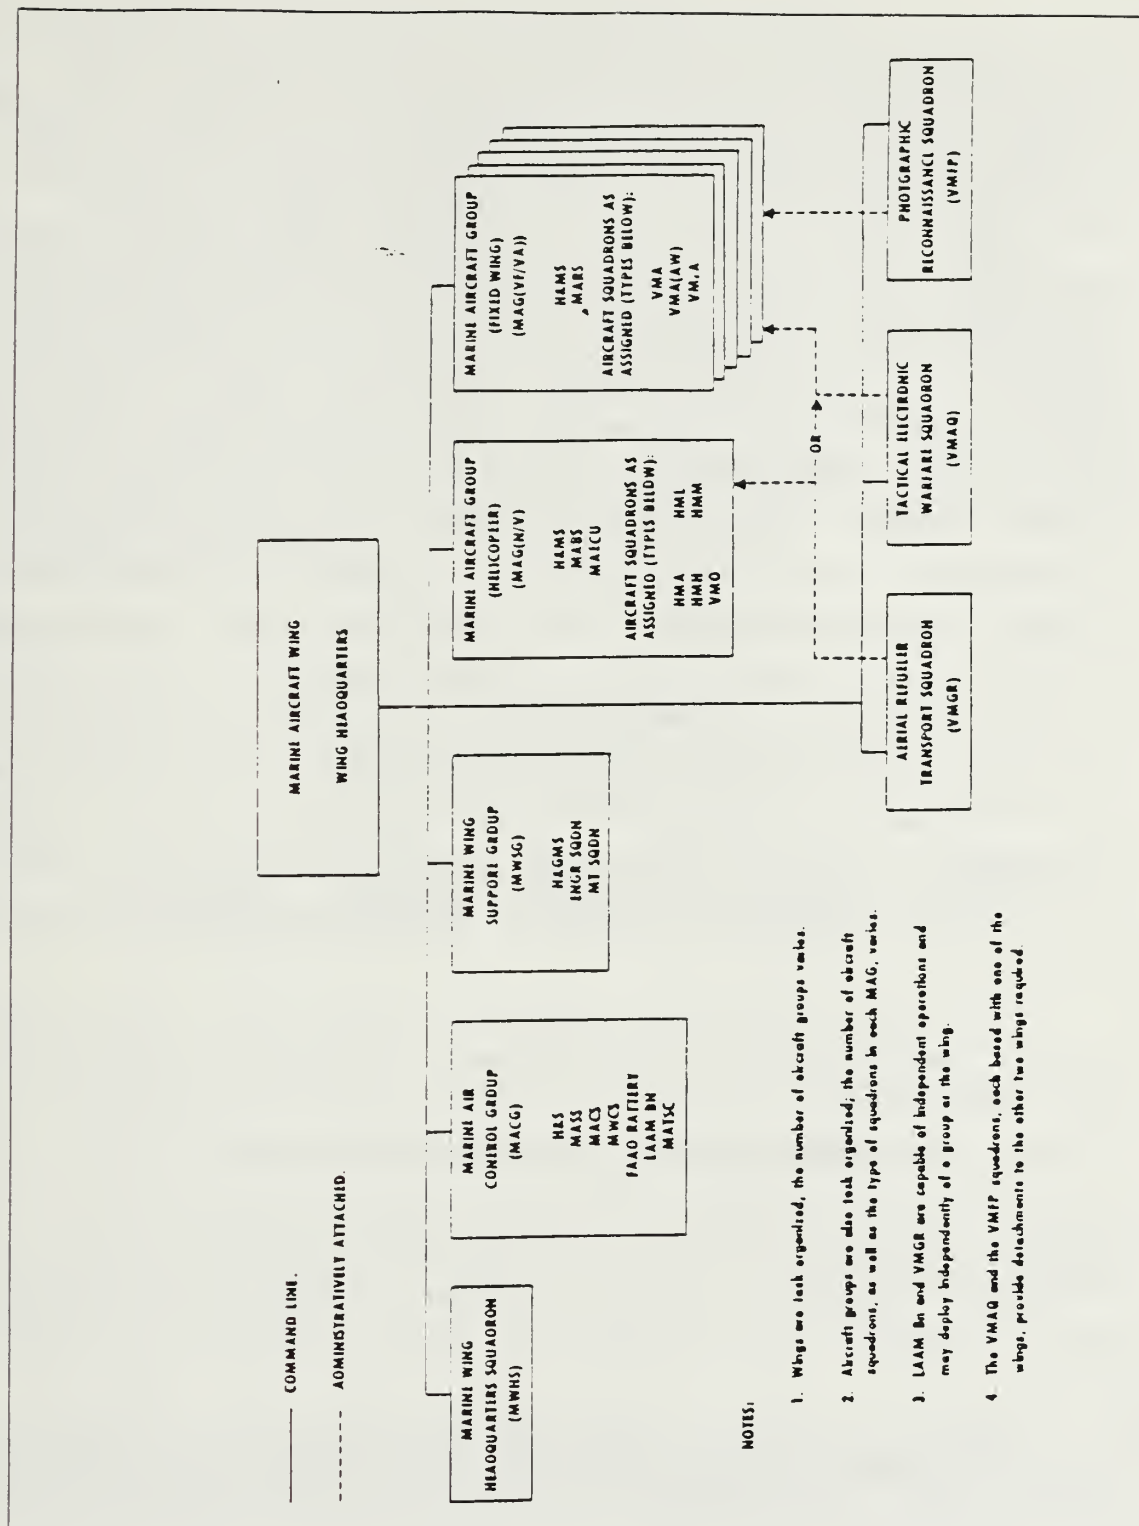 COMMAND LINE.
ADMINISTRATIVELY ATTACHED.
MARINE AIRCRAFT WING
WING HEADQUARTERS
MARINE WING
HEADQUARTERS SQUADRON
(MWHS)
MARINE AIR
CONTROL GROUP
(MACG)
H&S
MASS
MACS
MWCS
FAAD BATTERY
LAAM BN
MATSC
MARINE WING
SUPPORT GROUP
(MWSG)
H&GMS
ENGR SQDN
MT SQDN
MARINE AIRCRAFT GROUP
(HELICOPTER)
(MAG(H/V)
H&MS
MABS
MATCU
AIRCRAFT SQUADRONS AS
ASSIGNED (TYPES BELOW):
HMA HML
HMH HMM
VMO
MARINE AIRCRAFT GROUP
(FIXED WING)
(MAG(VF/VA))
H&MS
MABS
AIRCRAFT SQUADRONS AS
ASSIGNED (TYPES BELOW):
VMA
VMA(AW)
OR
AERIAL REFUELER
TRANSPORT SQUADRON
(VMGR)
TACTICAL ELECTRONIC
WARFARE SQUADRON
(VMAQ)
PHOTGRAPHIC
RECONNAISSANCE SQUADRON
(VMFP)
NOTES:
1. Wings are task organized, the number of aircraft groups varies.
2. Aircraft groups are also task organized; the number of aircraft
squadrons, as well as the type of squadrons in each MAG, varies.
3. LAAM Bn and VMGR are capable of independent operations and
may deploy independently of a group or the wing.
4. The VMAQ and the VMFP squadrons, each based with one of the
wings, provide detachments to the other two wings required.